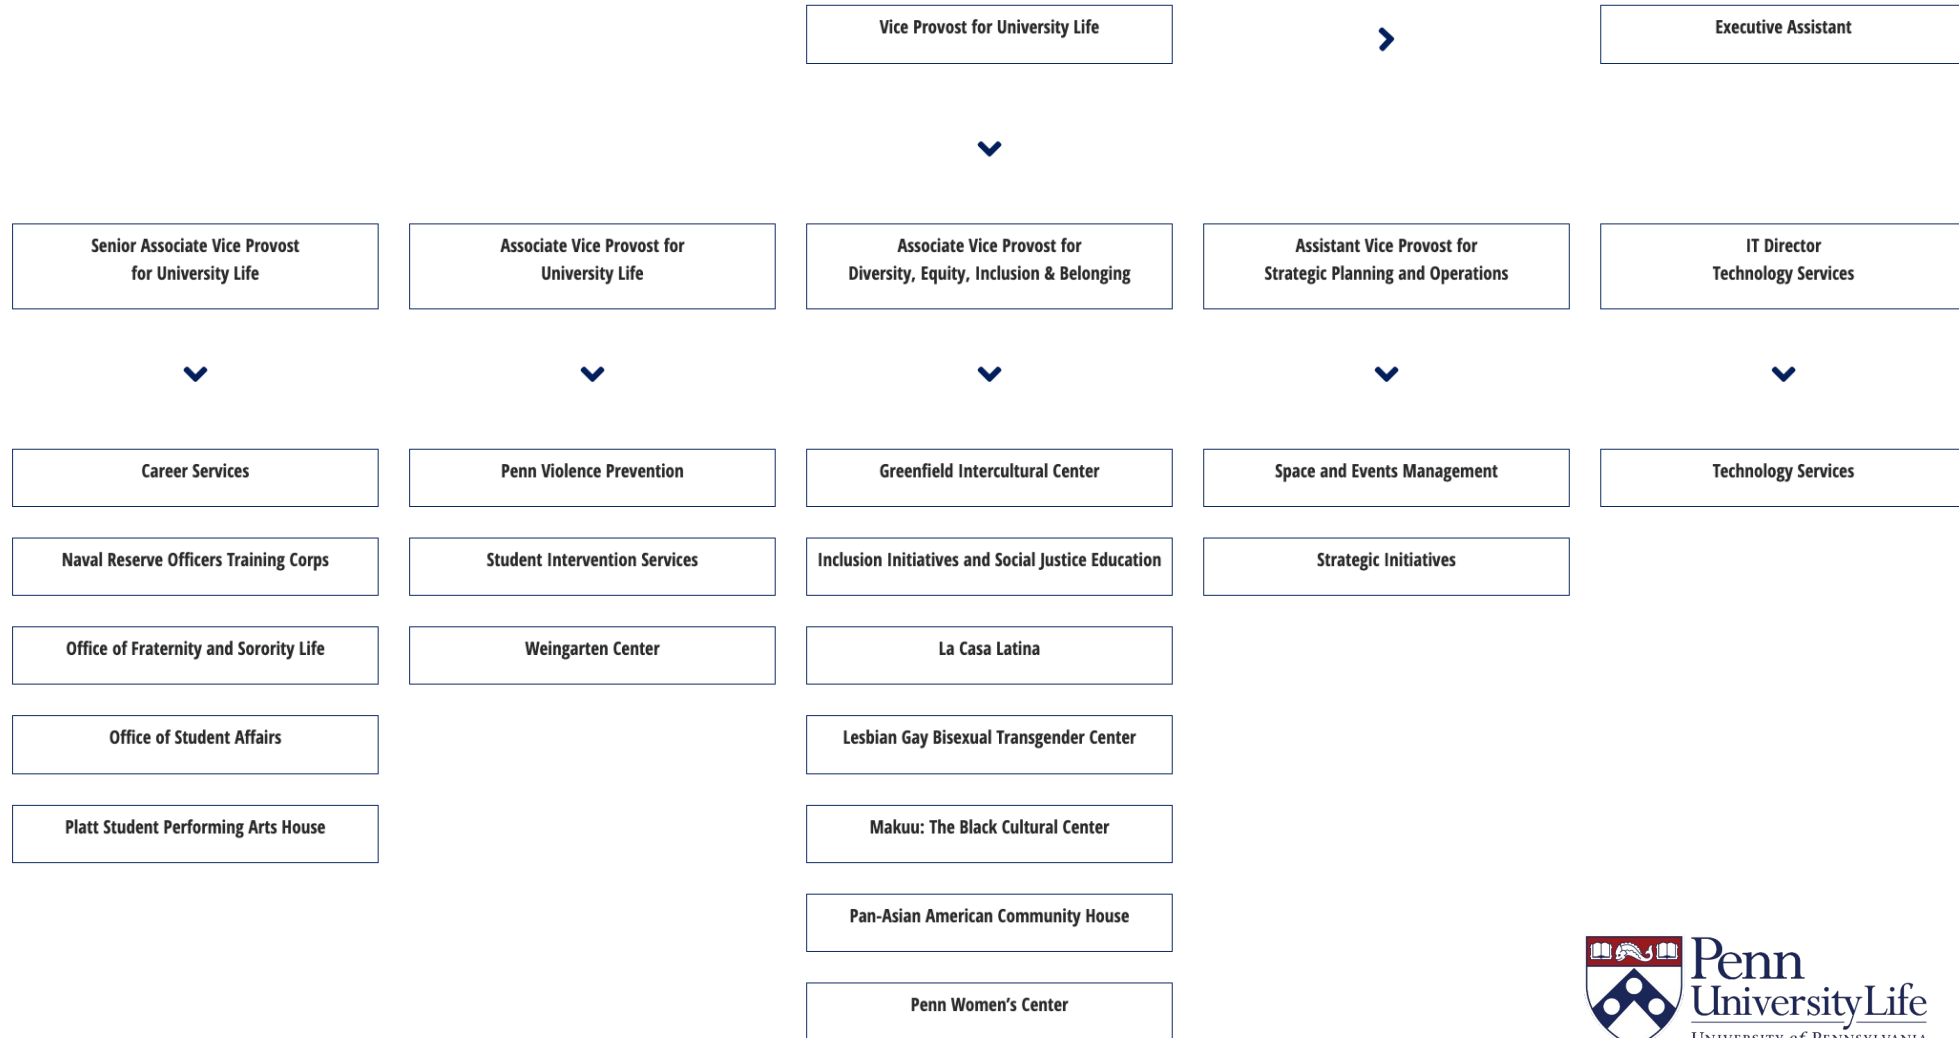 Vice Provost for University Life
Executive Assistant
Senior Associate Vice Provost
for University Life
Associate Vice Provost for
University Life
Associate Vice Provost for
Diversity, Equity, Inclusion & Belonging
Assistant Vice Provost for
Strategic Planning and Operations
IT Director
Technology Services
Career Services
Penn Violence Prevention
Greenfield Intercultural Center
Space and Events Management
Technology Services
Naval Reserve Officers Training Corps
Student Intervention Services
Inclusion Initiatives and Social Justice Education
Strategic Initiatives
Office of Fraternity and Sorority Life
Weingarten Center
La Casa Latina
Office of Student Affairs
Lesbian Gay Bisexual Transgender Center
Platt Student Performing Arts House
Makuu: The Black Cultural Center
Pan-Asian American Community House
Penn Women’s Center
Penn
University Life
UNIVERSITY of PENNSYLVANIA